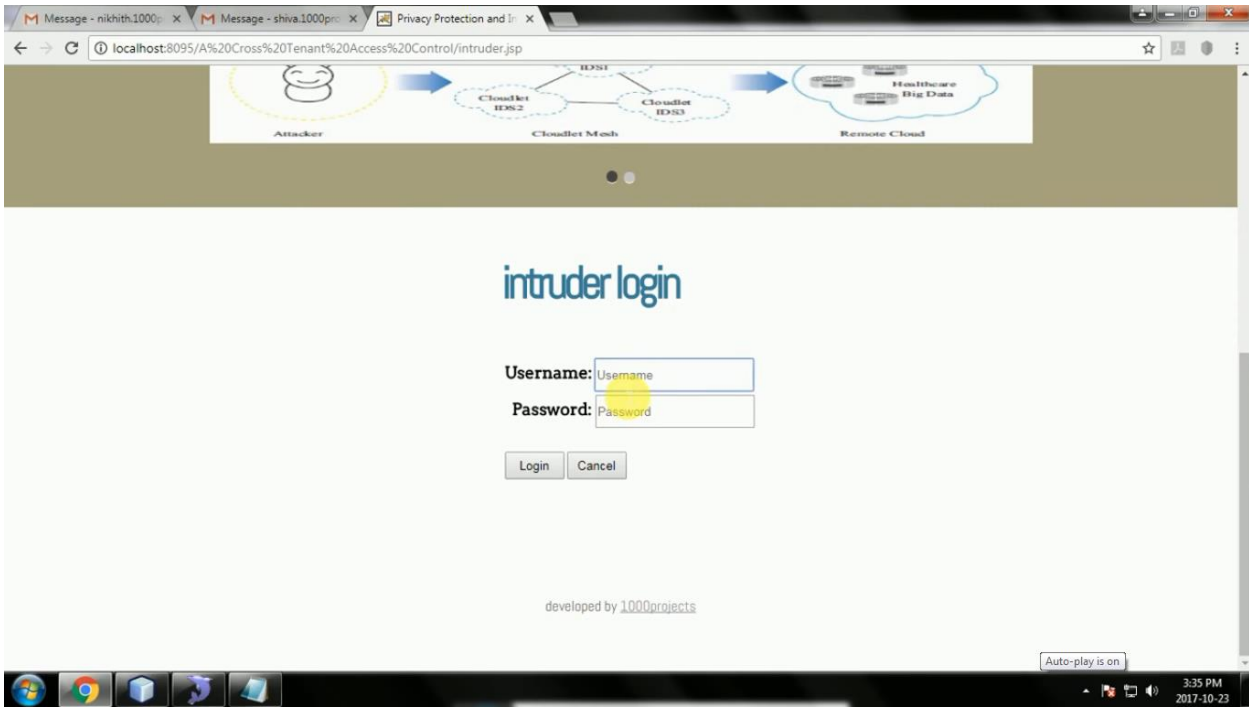 Message - nikhith.1000p
Message - shiva.1000pro
Privacy Protection and In
localhost:8095/A%20Cross%20Tenant%20Access%20Control/intruder.jsp
IDS1
Cloudlet
IDS2
Cloudlet
IDS3
Healthcare
Big Data
Attacker
Cloudlet Mesh
Remote Cloud
intruder login
Username: Username
Password: Password
Login Cancel
developed by 1000projects
Auto-play is on
3:35 PM
2017-10-23